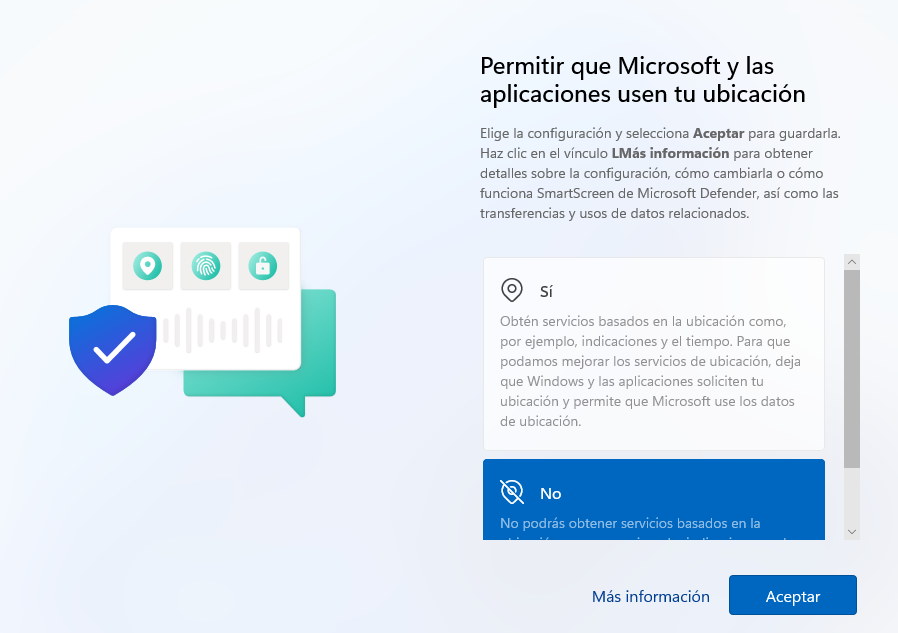 Permitir que Microsoft y las
aplicaciones usen tu ubicación
Elige la configuración y selecciona Aceptar para guardarla.
Haz clic en el vínculo LMás información para obtener
detalles sobre la configuración, cómo cambiarla o cómo
funciona SmartScreen de Microsoft Defender, así como las
transferencias y usos de datos relacionados.
Sí
Obtén servicios basados en la ubicación como,
por ejemplo, indicaciones y el tiempo. Para que
podamos mejorar los servicios de ubicación, deja
que Windows y las aplicaciones soliciten tu
ubicación y permite que Microsoft use los datos
de ubicación.
No
No podrás obtener servicios basados en la
Más información
Aceptar